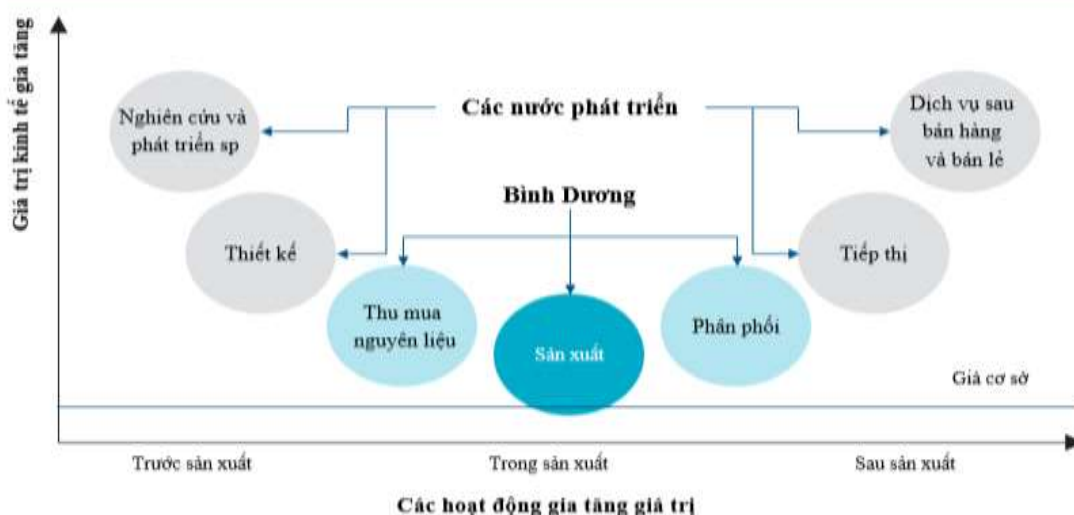 Giá trị kinh tế gia tăng
Nghiên cứu và
phát triển sp
Các nước phát triển
Dịch vụ sau
bán hàng
và bán lẻ
Bình Dương
Thiết kế
Tiếp thị
Thu mua
nguyên liệu
Sản xuất
Phân phối
Giá cơ sở
Trước sản xuất
Trong sản xuất
Sau sản xuất
Các hoạt động gia tăng giá trị